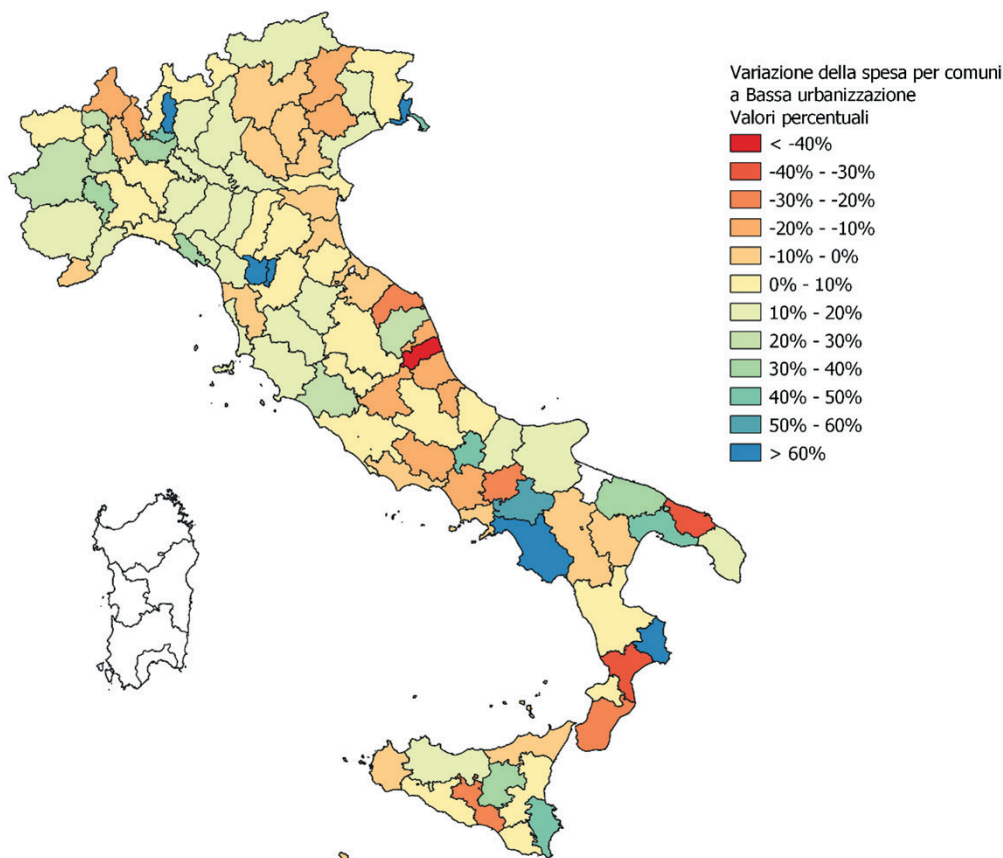 Variazione della spesa per comuni
a Bassa urbanizzazione
Valori percentuali
< -40%
-40% - -30%
-30% - -20%
-20% - -10%
-10% - 0%
0% - 10%
10% - 20%
20% - 30%
30% - 40%
40% - 50%
50% - 60%
> 60%